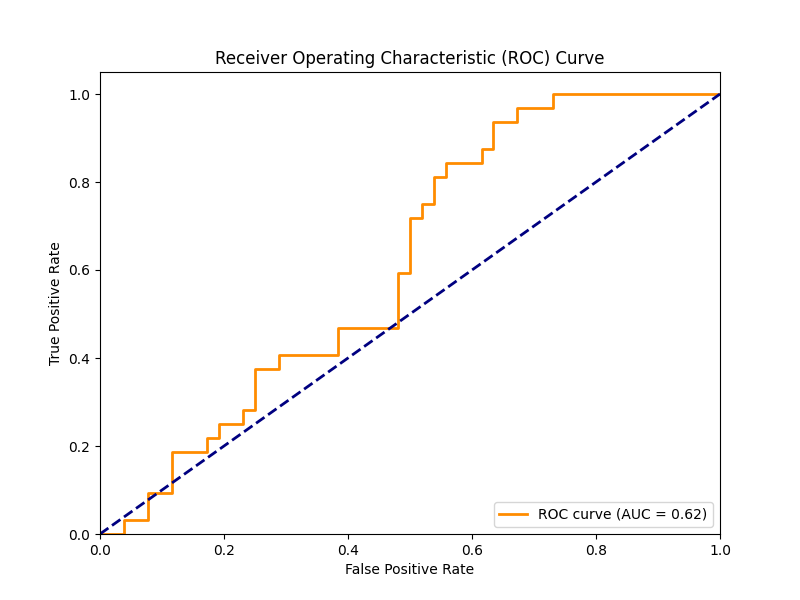 Receiver Operating Characteristic (ROC) Curve
True Positive Rate
1.0
0.8
0.6
0.4
0.2
0.0
0.0 0.2 0.4 0.6 0.8 1.0
False Positive Rate
ROC curve (AUC = 0.62)